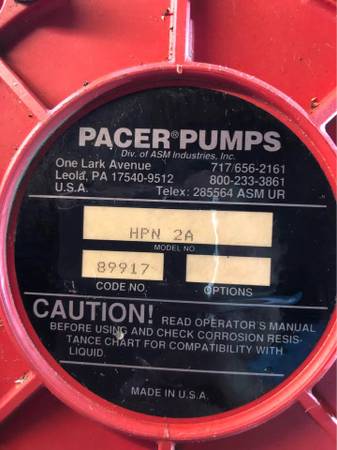 PACER® PUMPS
Div. of ASM Industries, Inc.
One Lark Avenue 717/656-2161
Leola, PA 17540-9512 800-233-3861
U.S.A. Telex: 285564 ASM UR
HPN 2A
MODEL NO.
89917
CODE NO. OPTIONS
CAUTION! READ OPERATOR'S MANUAL
BEFORE USING AND CHECK CORROSION RESIS-
TANCE CHART FOR COMPATIBILITY WITH
LIQUID.
MADE IN U.S.A.